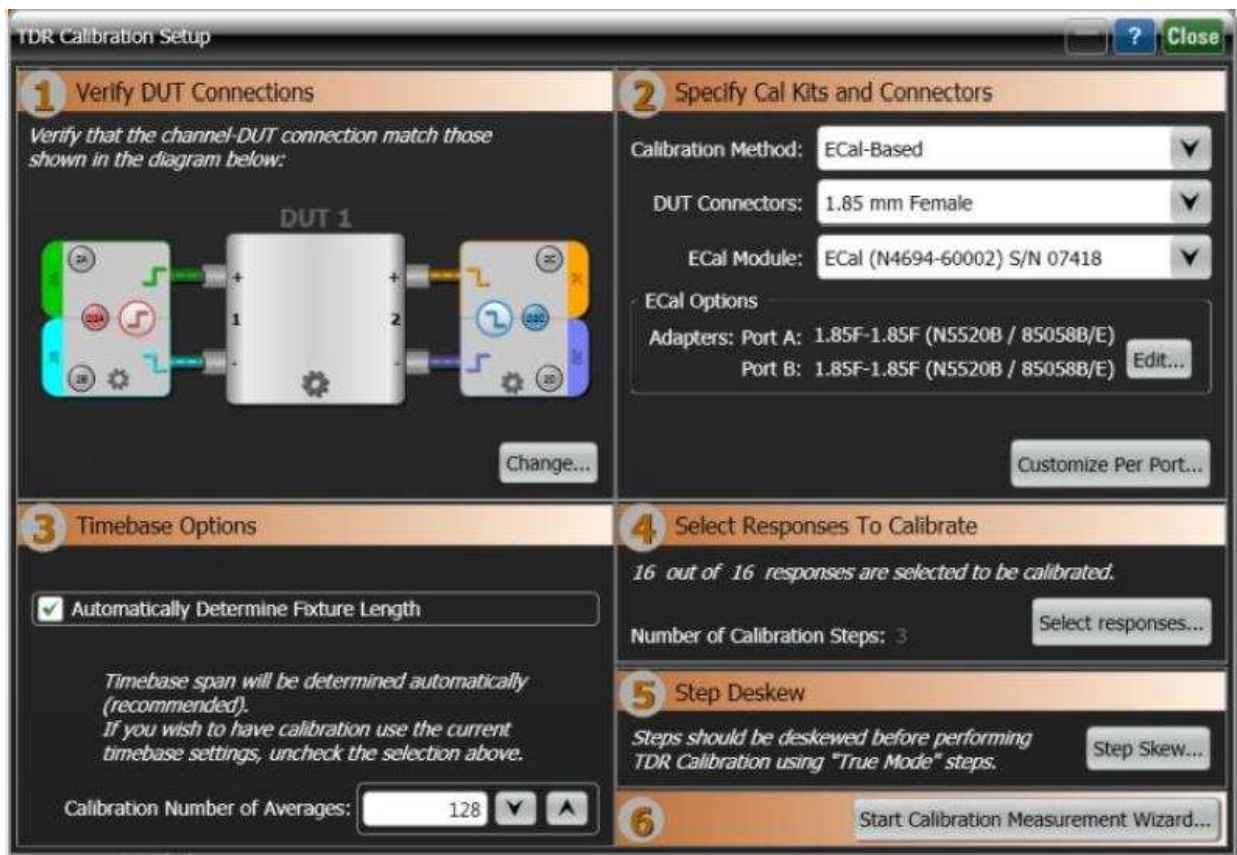 TDR Calibration Setup
?
Close
1 Verify DUT Connections
Verify that the channel-DUT connection match those
shown in the diagram below:
DUT 1
2A
2C
+
+
D2A
1
2
D2C
-
-
2B
2D
Change...
2 Specify Cal Kits and Connectors
Calibration Method: ECal-Based
DUT Connectors: 1.85 mm Female
ECal Module: ECal (N4694-60002) S/N 07418
ECal Options
Adapters: Port A: 1.85F-1.85F (N5520B / 85058B/E)
Port B: 1.85F-1.85F (N5520B / 85058B/E)
Edit...
Customize Per Port...
3 Timebase Options
Automatically Determine Fixture Length
Timebase span will be determined automatically
(recommended).
If you wish to have calibration use the current
timebase settings, uncheck the selection above.
Calibration Number of Averages: 128
4 Select Responses To Calibrate
16 out of 16 responses are selected to be calibrated.
Number of Calibration Steps: 3
Select responses...
5 Step Deskew
Steps should be deskewed before performing
TDR Calibration using "True Mode" steps.
Step Skew...
6 Start Calibration Measurement Wizard...